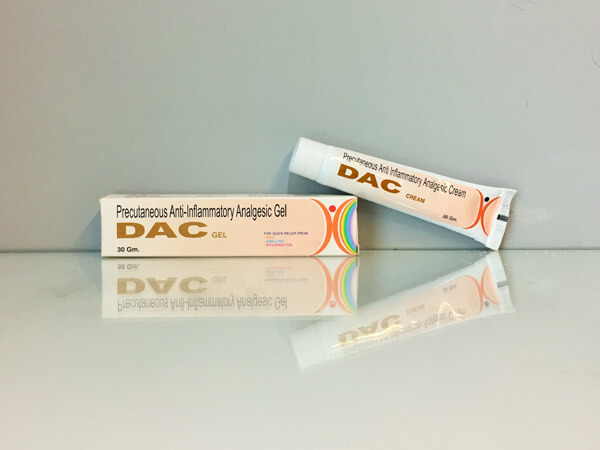 Precutaneous Anti-Inflammatory Analgesic Gel
DAC GEL
30 Gm.
FOR QUICK RELIEF FROM
SWELLING
INFLAMMATION
Precutaneous Anti Inflammatory Analgesic Cream
DAC
CREAM
30 Gm.